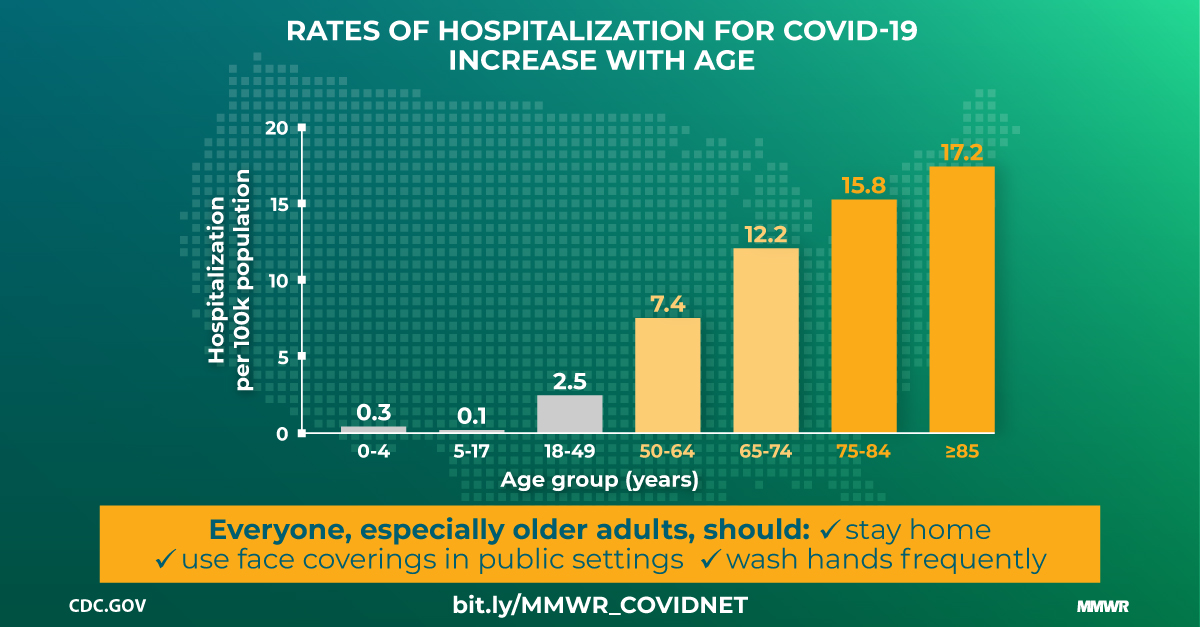 RATES OF HOSPITALIZATION FOR COVID-19
INCREASE WITH AGE
Hospitalization
per 100k population
20
15
10
5
0
0.3
0.1
2.5
7.4
12.2
15.8
17.2
0-4
5-17
18-49
50-64
65-74
75-84
≥85
Age group (years)
Everyone, especially older adults, should: ✓ stay home
✓ use face coverings in public settings ✓ wash hands frequently
CDC.GOV
bit.ly/MMWR_COVIDNET
MMWR